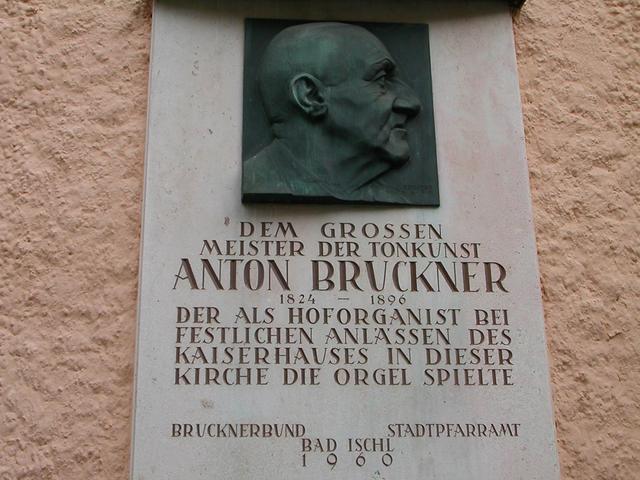 DEM GROSSEN
MEISTER DER TONKUNST
ANTON BRUCKNER
1824 – 1896
DER ALS HOFORGANIST BEI
FESTLICHEN ANLÄSSEN DES
KAISERHAUSES IN DIESER
KIRCHE DIE ORGEL SPIELTE
BRUCKNERBUND STADTPFARRAMT
BAD ISCHL
1960